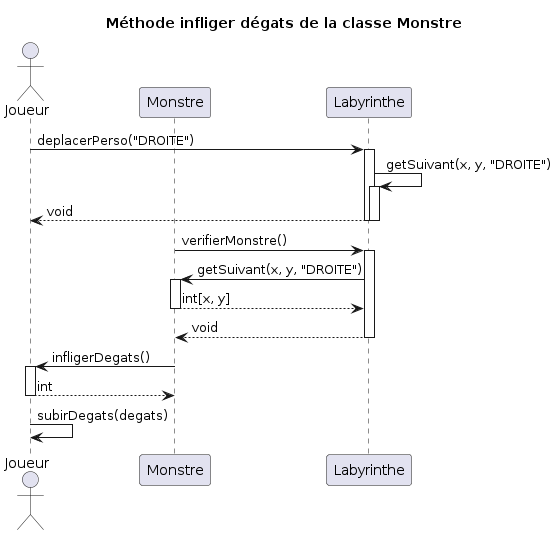 Méthode infliger dégats de la classe Monstre
Joueur
Monstre
Labyrinthe
deplacerPerso("DROITE")
getSuivant(x, y, "DROITE")
void
verifierMonstre()
getSuivant(x, y, "DROITE")
int[x, y]
void
infligerDegats()
int
subirDegats(degats)
Joueur
Monstre
Labyrinthe